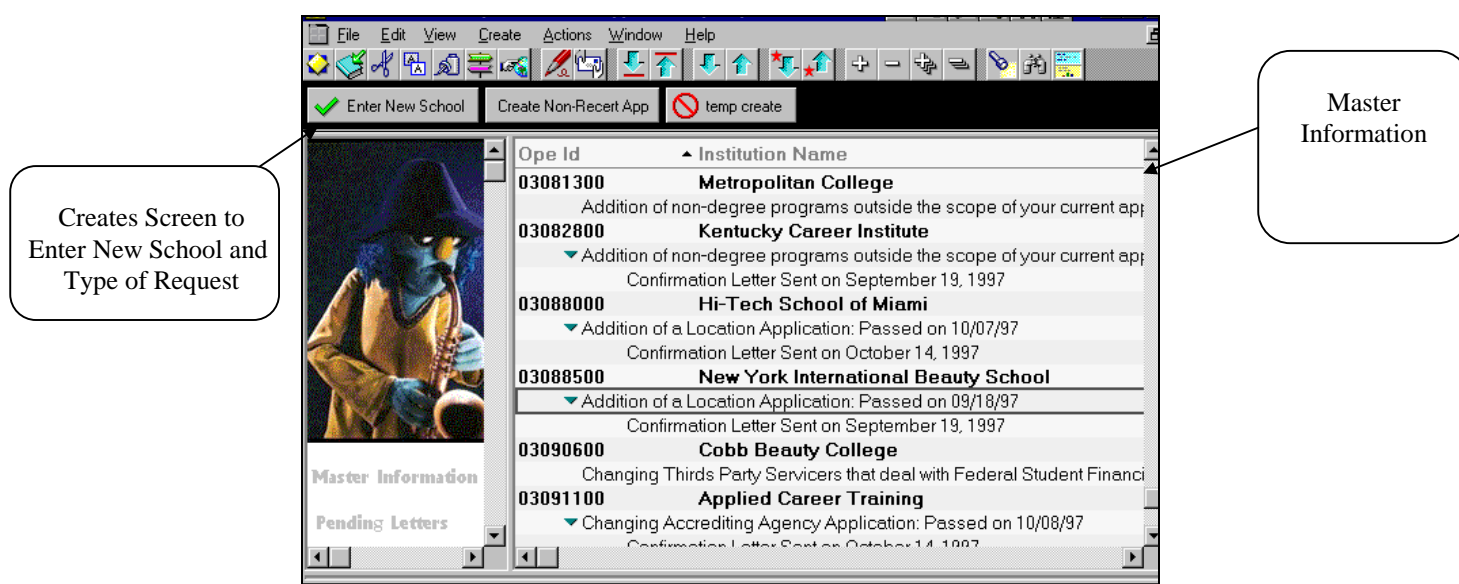 File Edit View Create Actions Window Help
Enter New School Create Non-Recert App temp create
Master
Information
Creates Screen to
Enter New School and
Type of Request
Ope Id Institution Name
03081300 Metropolitan College
Addition of non-degree programs outside the scope of your current app
03082800 Kentucky Career Institute
Addition of non-degree programs outside the scope of your current app
Confirmation Letter Sent on September 19, 1997
03088000 Hi-Tech School of Miami
Addition of a Location Application: Passed on 10/07/97
Confirmation Letter Sent on October 14, 1997
03088500 New York International Beauty School
Addition of a Location Application: Passed on 09/18/97
Confirmation Letter Sent on September 19, 1997
03090600 Cobb Beauty College
Changing Thirds Party Servicers that deal with Federal Student Financi
03091100 Applied Career Training
Changing Accrediting Agency Application: Passed on 10/08/97
Confirmation Letter Sent on October 14, 1997
Master Information
Pending Letters